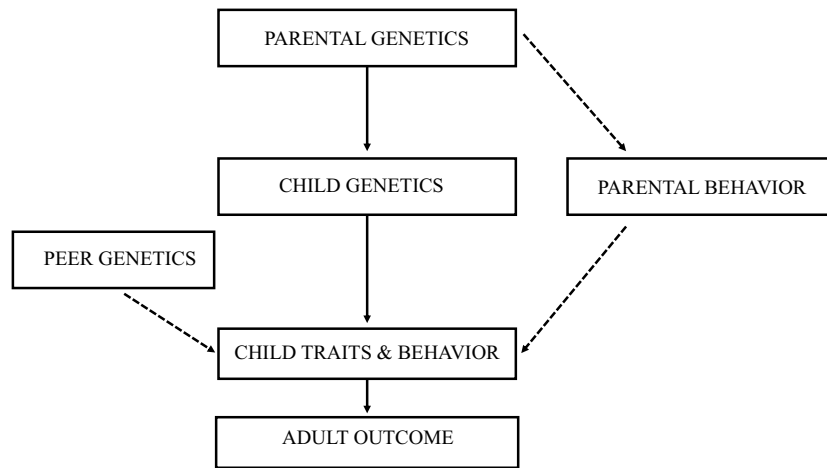 PARENTAL GENETICS
CHILD GENETICS
PARENTAL BEHAVIOR
PEER GENETICS
CHILD TRAITS & BEHAVIOR
ADULT OUTCOME